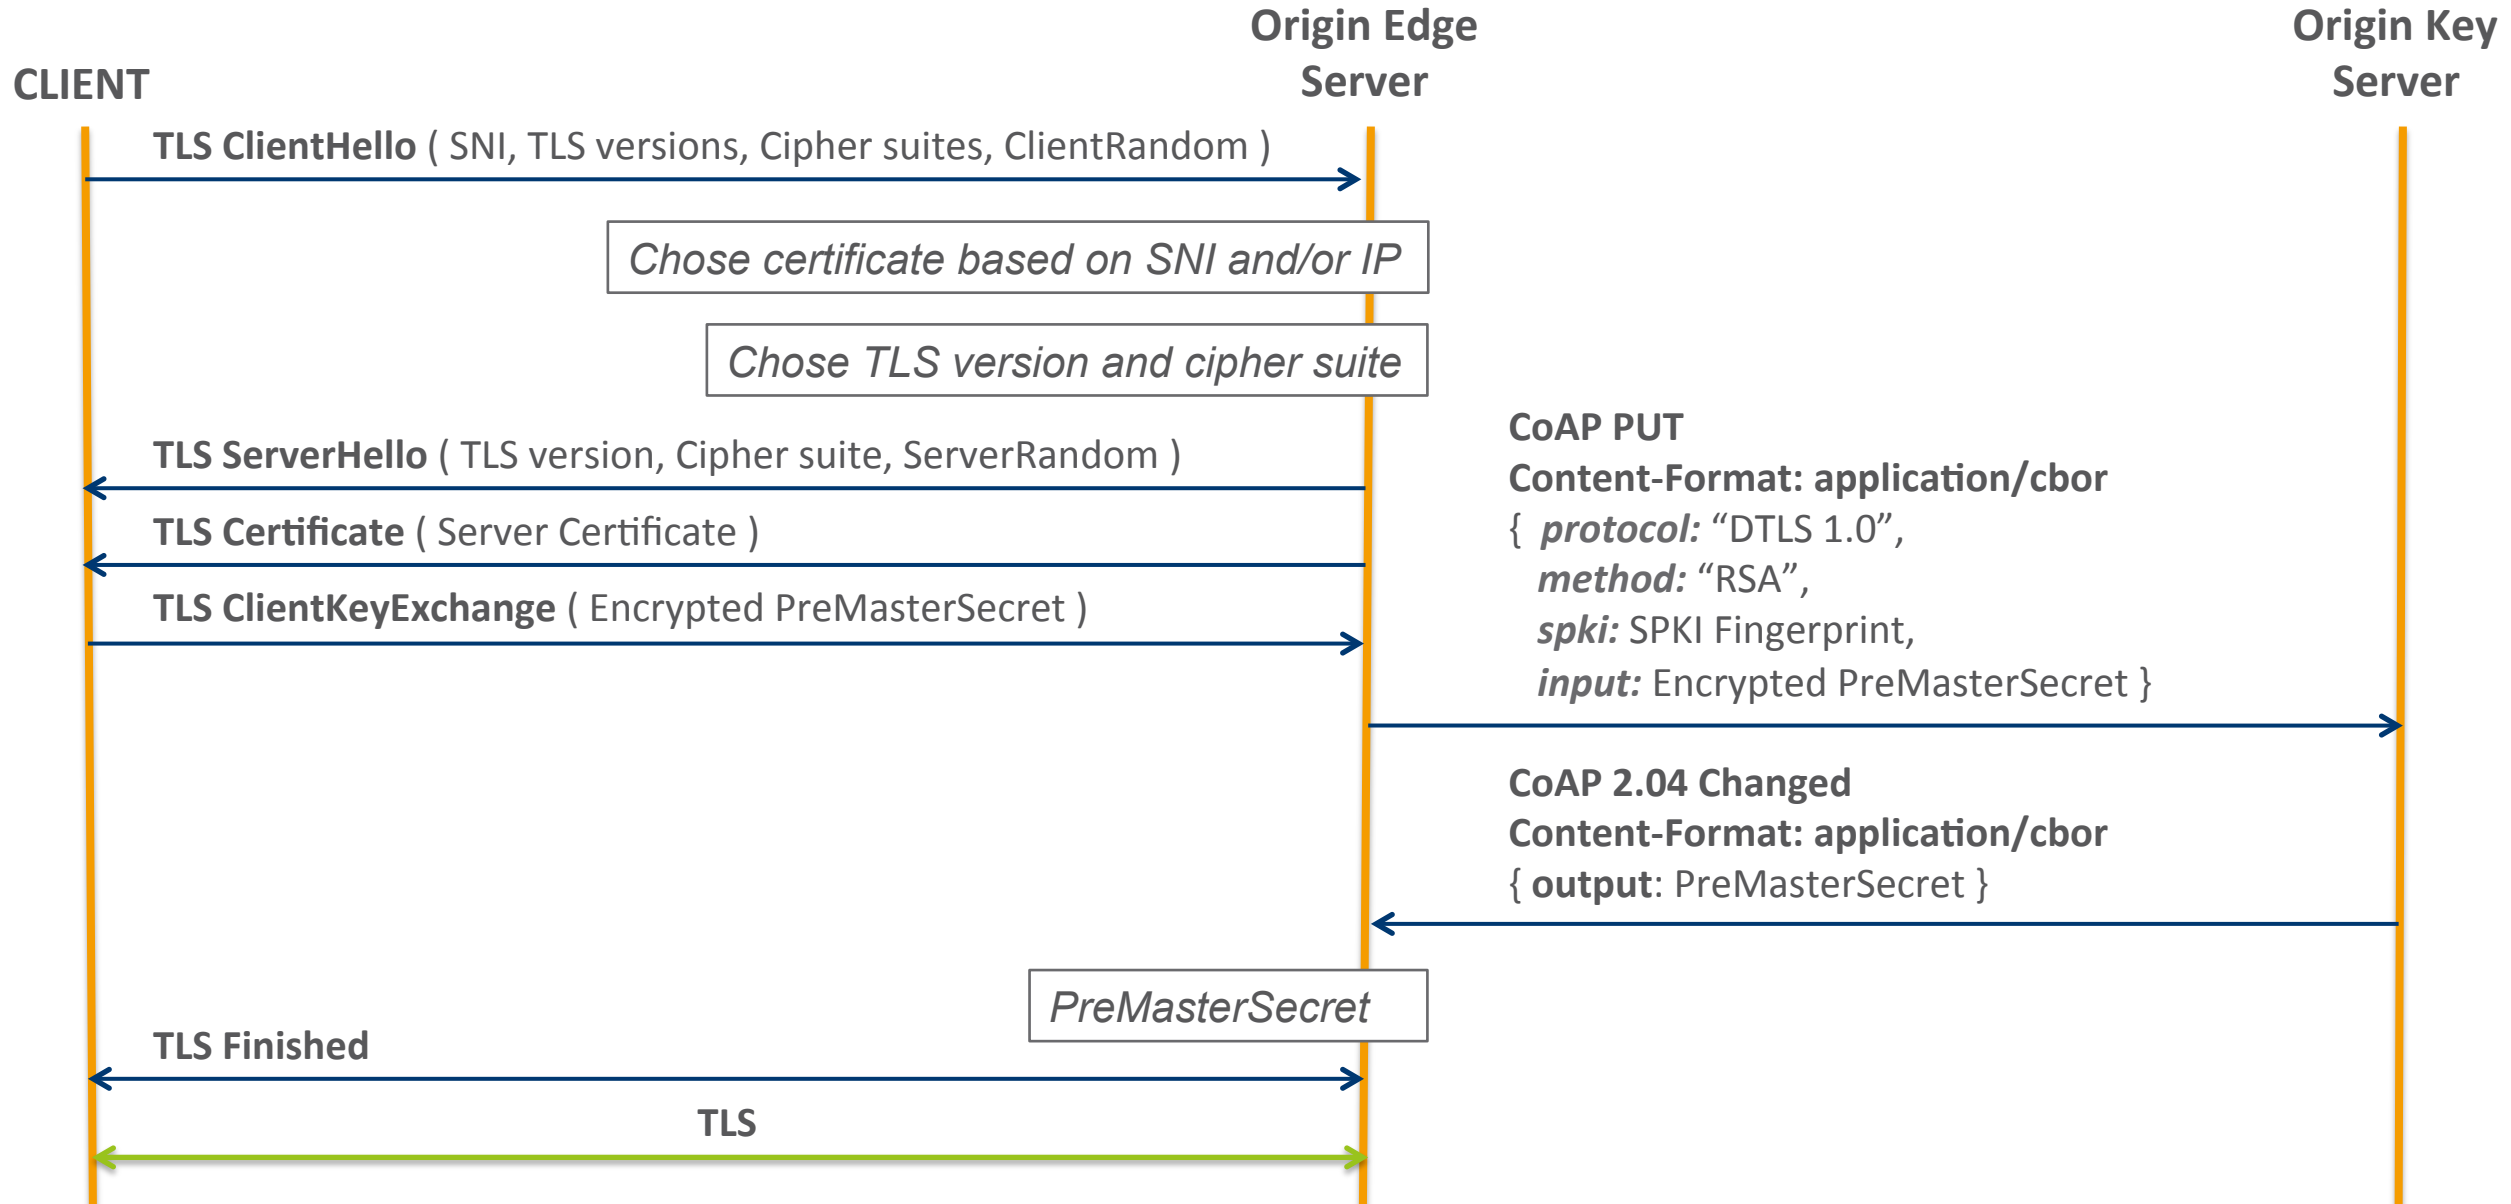 CLIENT
Origin Edge
Server
Origin Key
Server
TLS ClientHello ( SNI, TLS versions, Cipher suites, ClientRandom )
Chose certificate based on SNI and/or IP
Chose TLS version and cipher suite
TLS ServerHello ( TLS version, Cipher suite, ServerRandom )
TLS Certificate ( Server Certificate )
TLS ClientKeyExchange ( Encrypted PreMasterSecret )
CoAP PUT
Content-Format: application/cbor
{ protocol: “DTLS 1.0”,
method: “RSA”,
spki: SPKI Fingerprint,
input: Encrypted PreMasterSecret }
CoAP 2.04 Changed
Content-Format: application/cbor
{ output: PreMasterSecret }
PreMasterSecret
TLS Finished
TLS